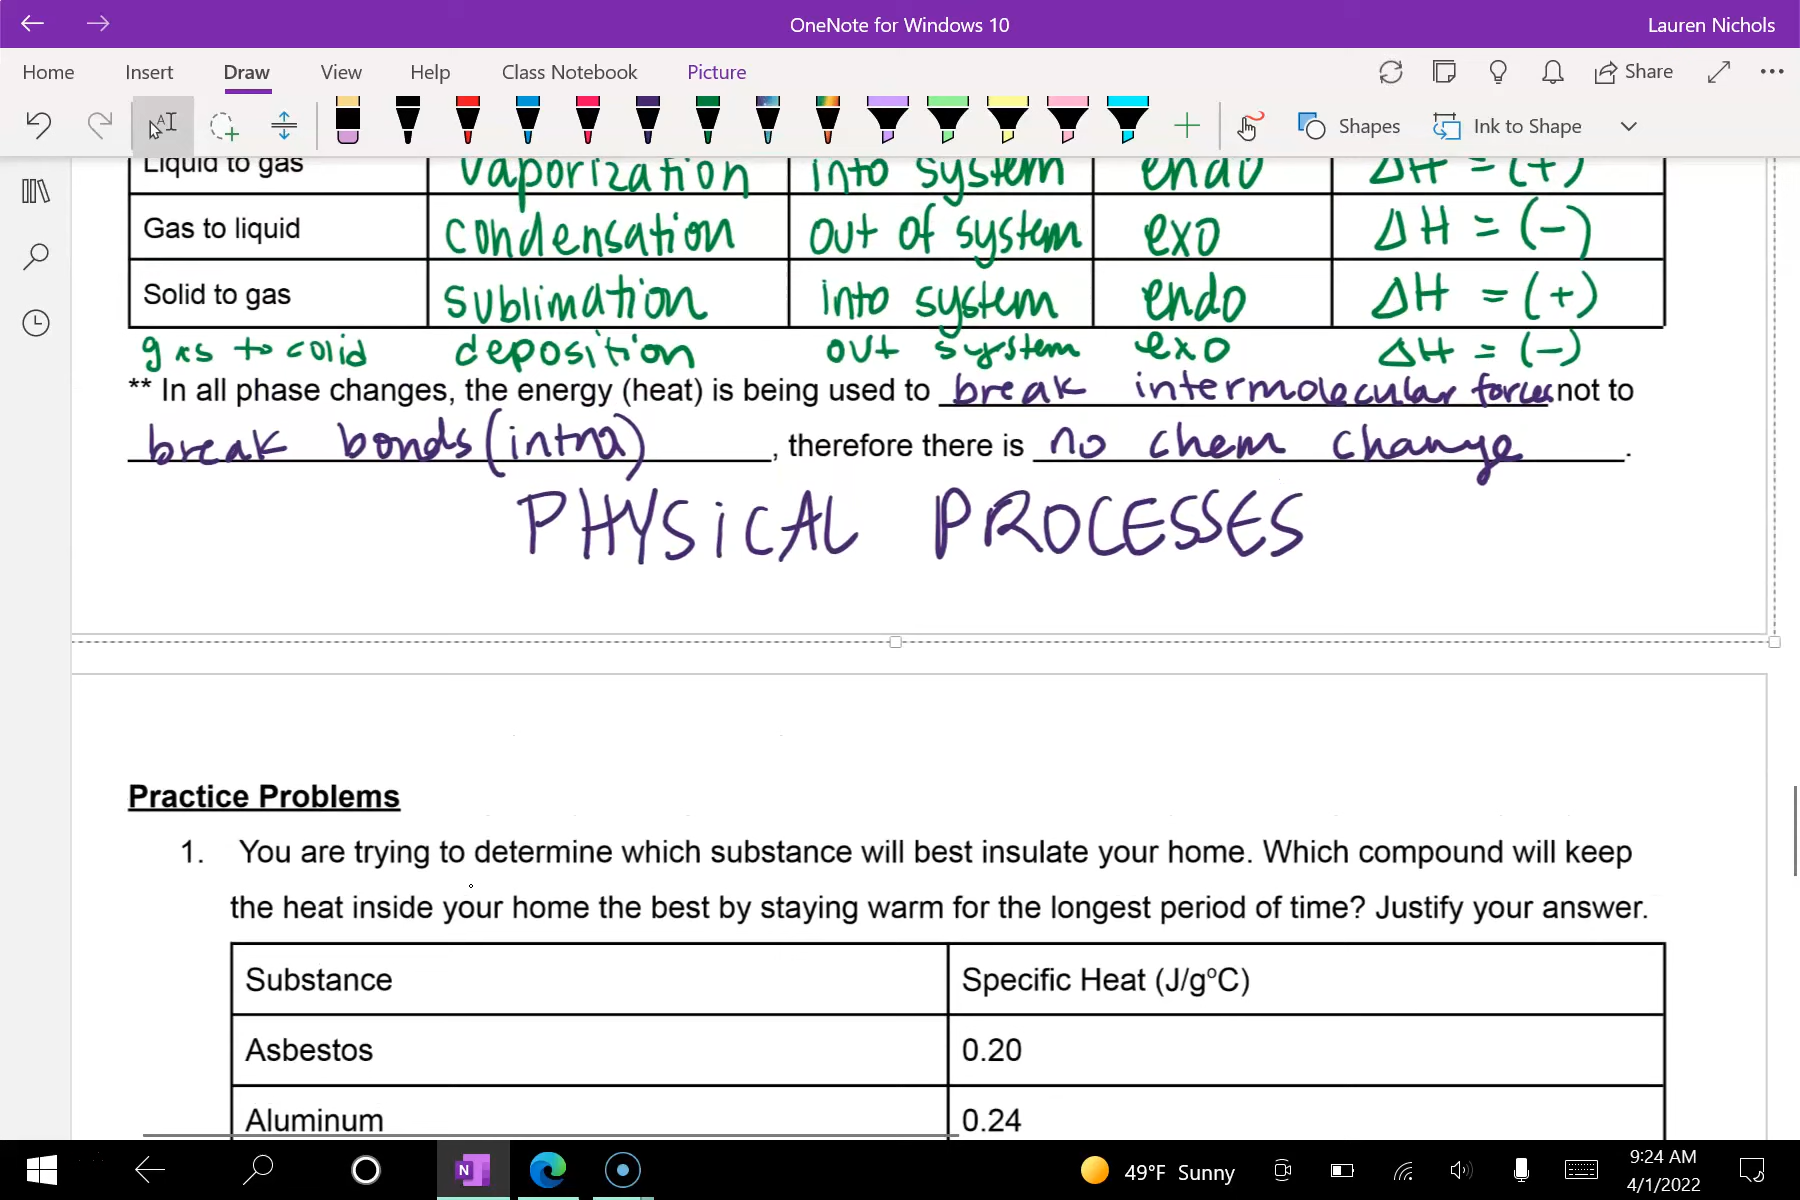 OneNote for Windows 10
Lauren Nichols
Home Insert Draw View Help Class Notebook Picture
Share
Shapes Ink to Shape
Liquid to gas vaporization into system endo ΔH = (+)
Gas to liquid condensation out of system exo ΔH = (-)
Solid to gas sublimation into system endo ΔH = (+)
gas to solid deposition out system exo ΔH = (-)
** In all phase changes, the energy (heat) is being used to break intermolecular forces not to
break bonds (intra), therefore there is no chem change.
PHYSICAL PROCESSES
Practice Problems
1. You are trying to determine which substance will best insulate your home. Which compound will keep
the heat inside your home the best by staying warm for the longest period of time? Justify your answer.
Substance Specific Heat (J/g°C)
Asbestos 0.20
Aluminum 0.24
49°F Sunny
9:24 AM
4/1/2022